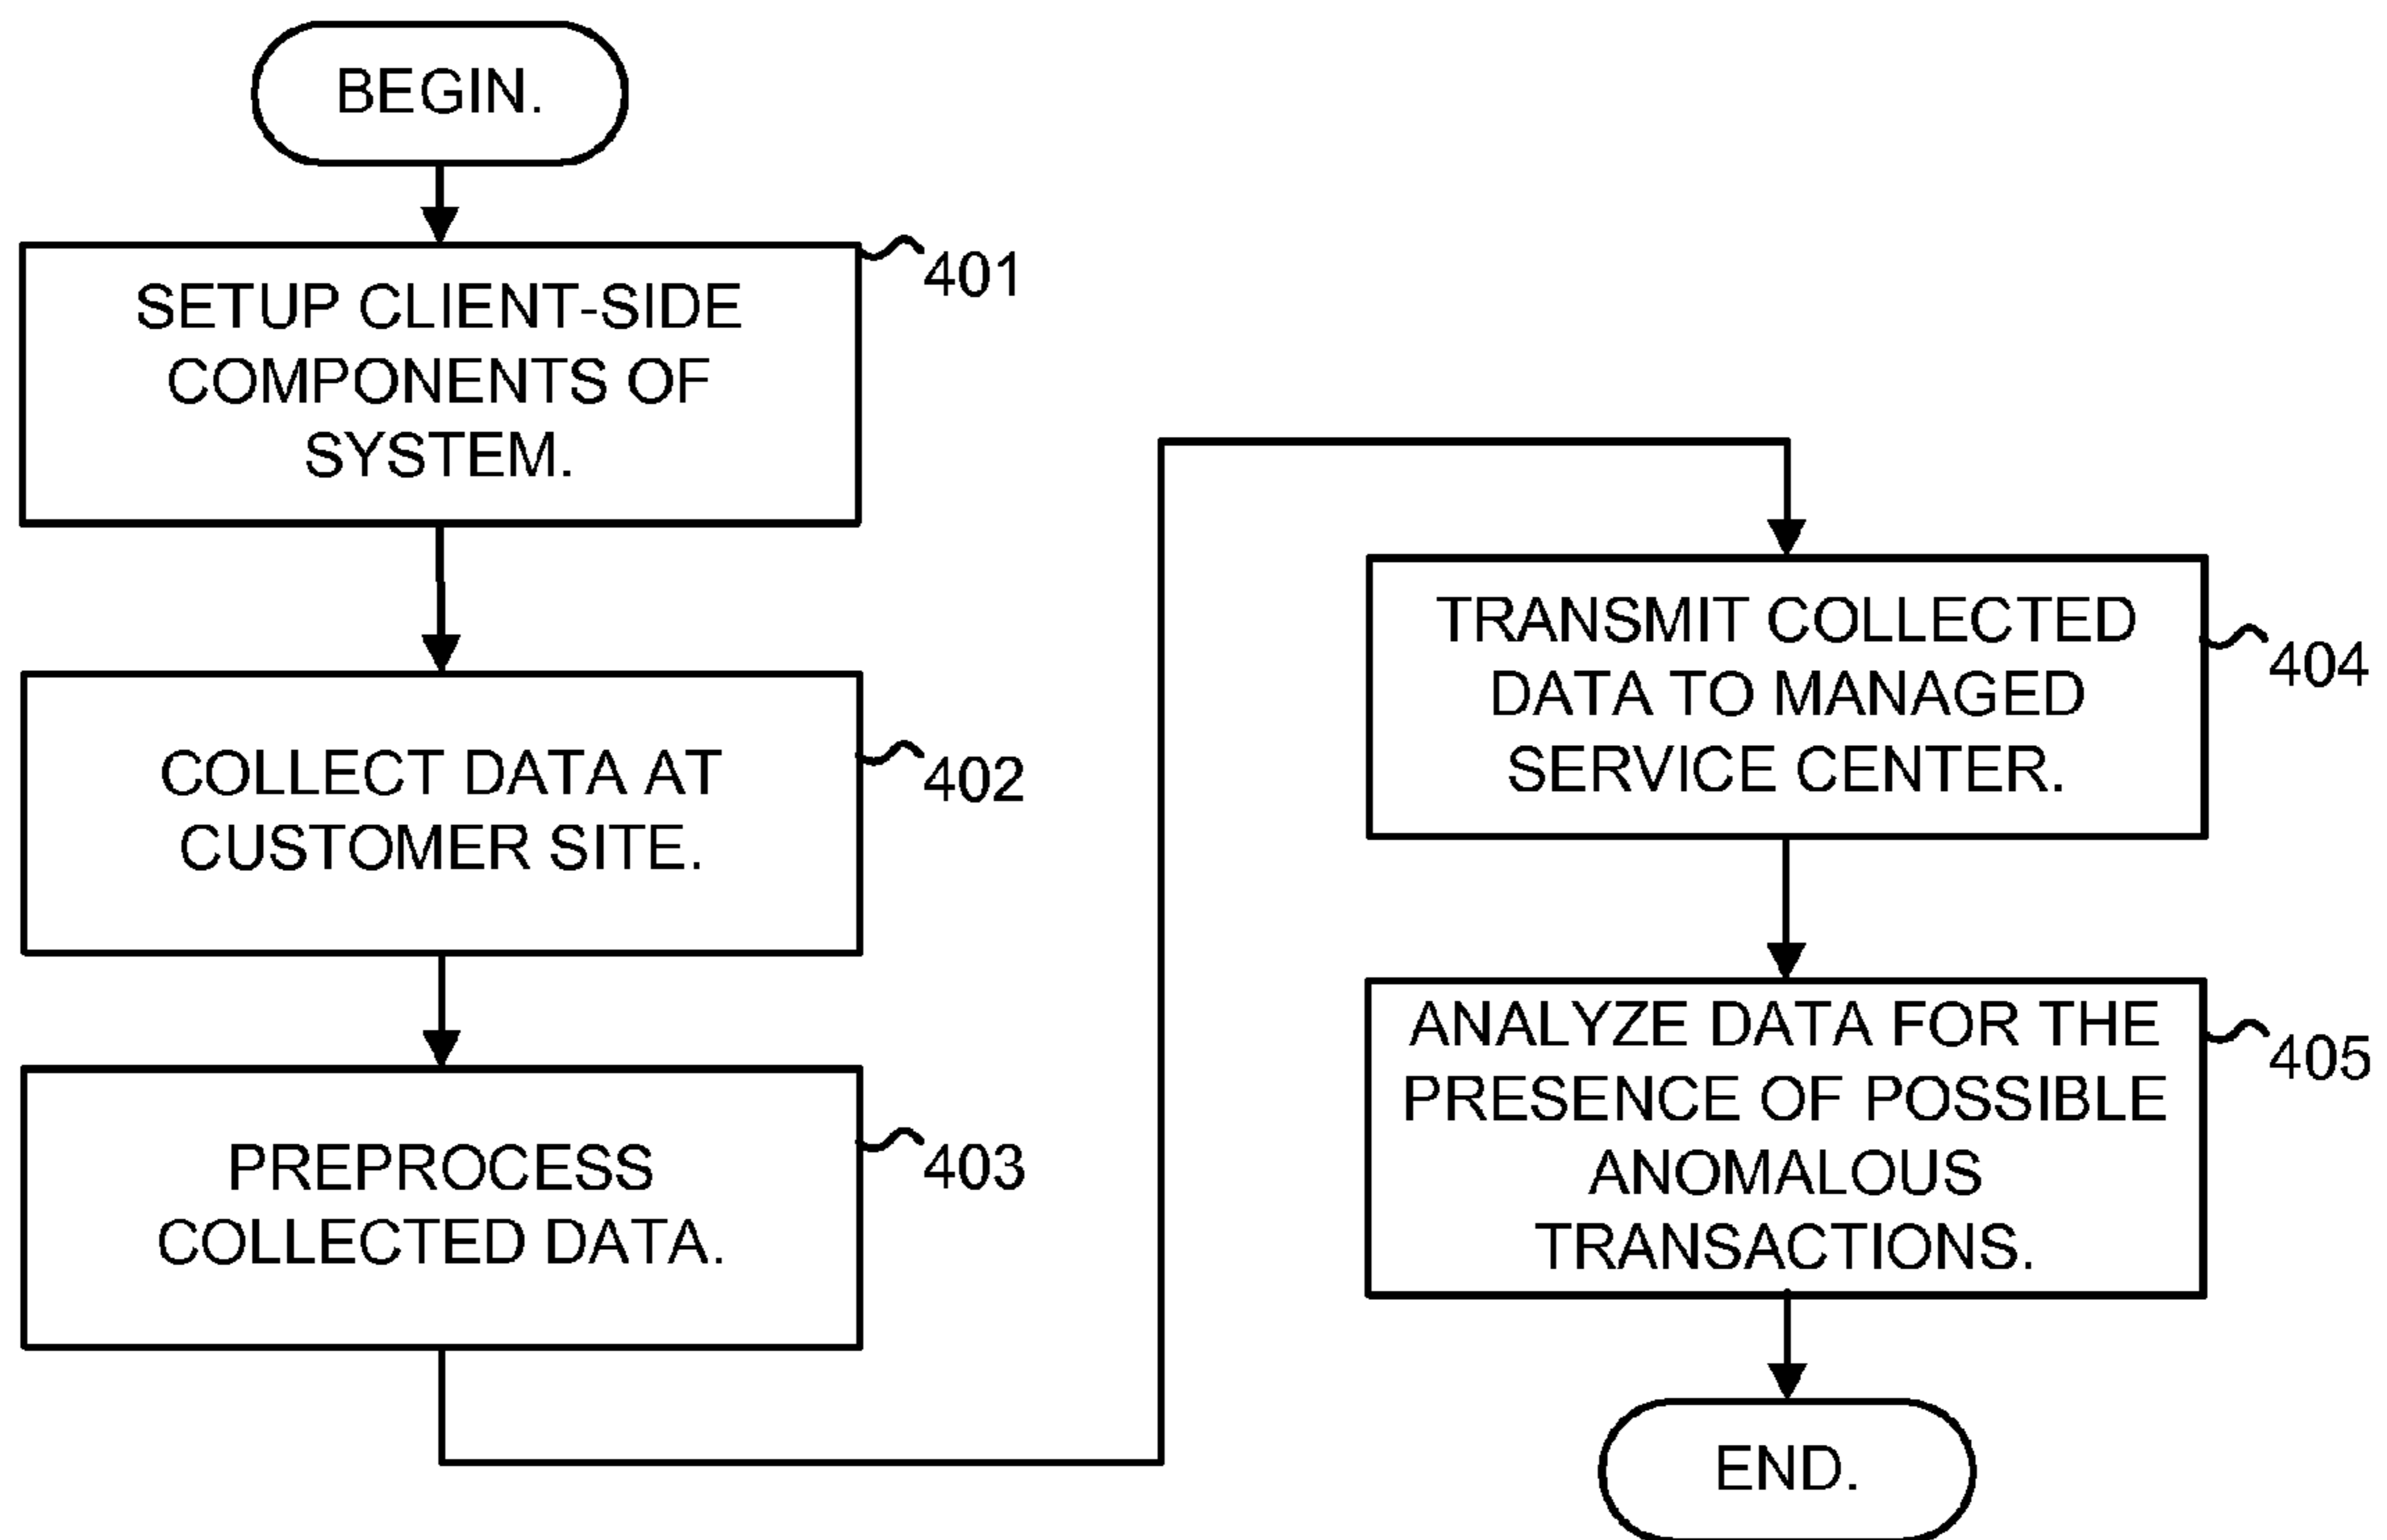 BEGIN.
401
SETUP CLIENT-SIDE
COMPONENTS OF
SYSTEM.
402
COLLECT DATA AT
CUSTOMER SITE.
403
PREPROCESS
COLLECTED DATA.
404
TRANSMIT COLLECTED
DATA TO MANAGED
SERVICE CENTER.
405
ANALYZE DATA FOR THE
PRESENCE OF POSSIBLE
ANOMALOUS
TRANSACTIONS.
END.